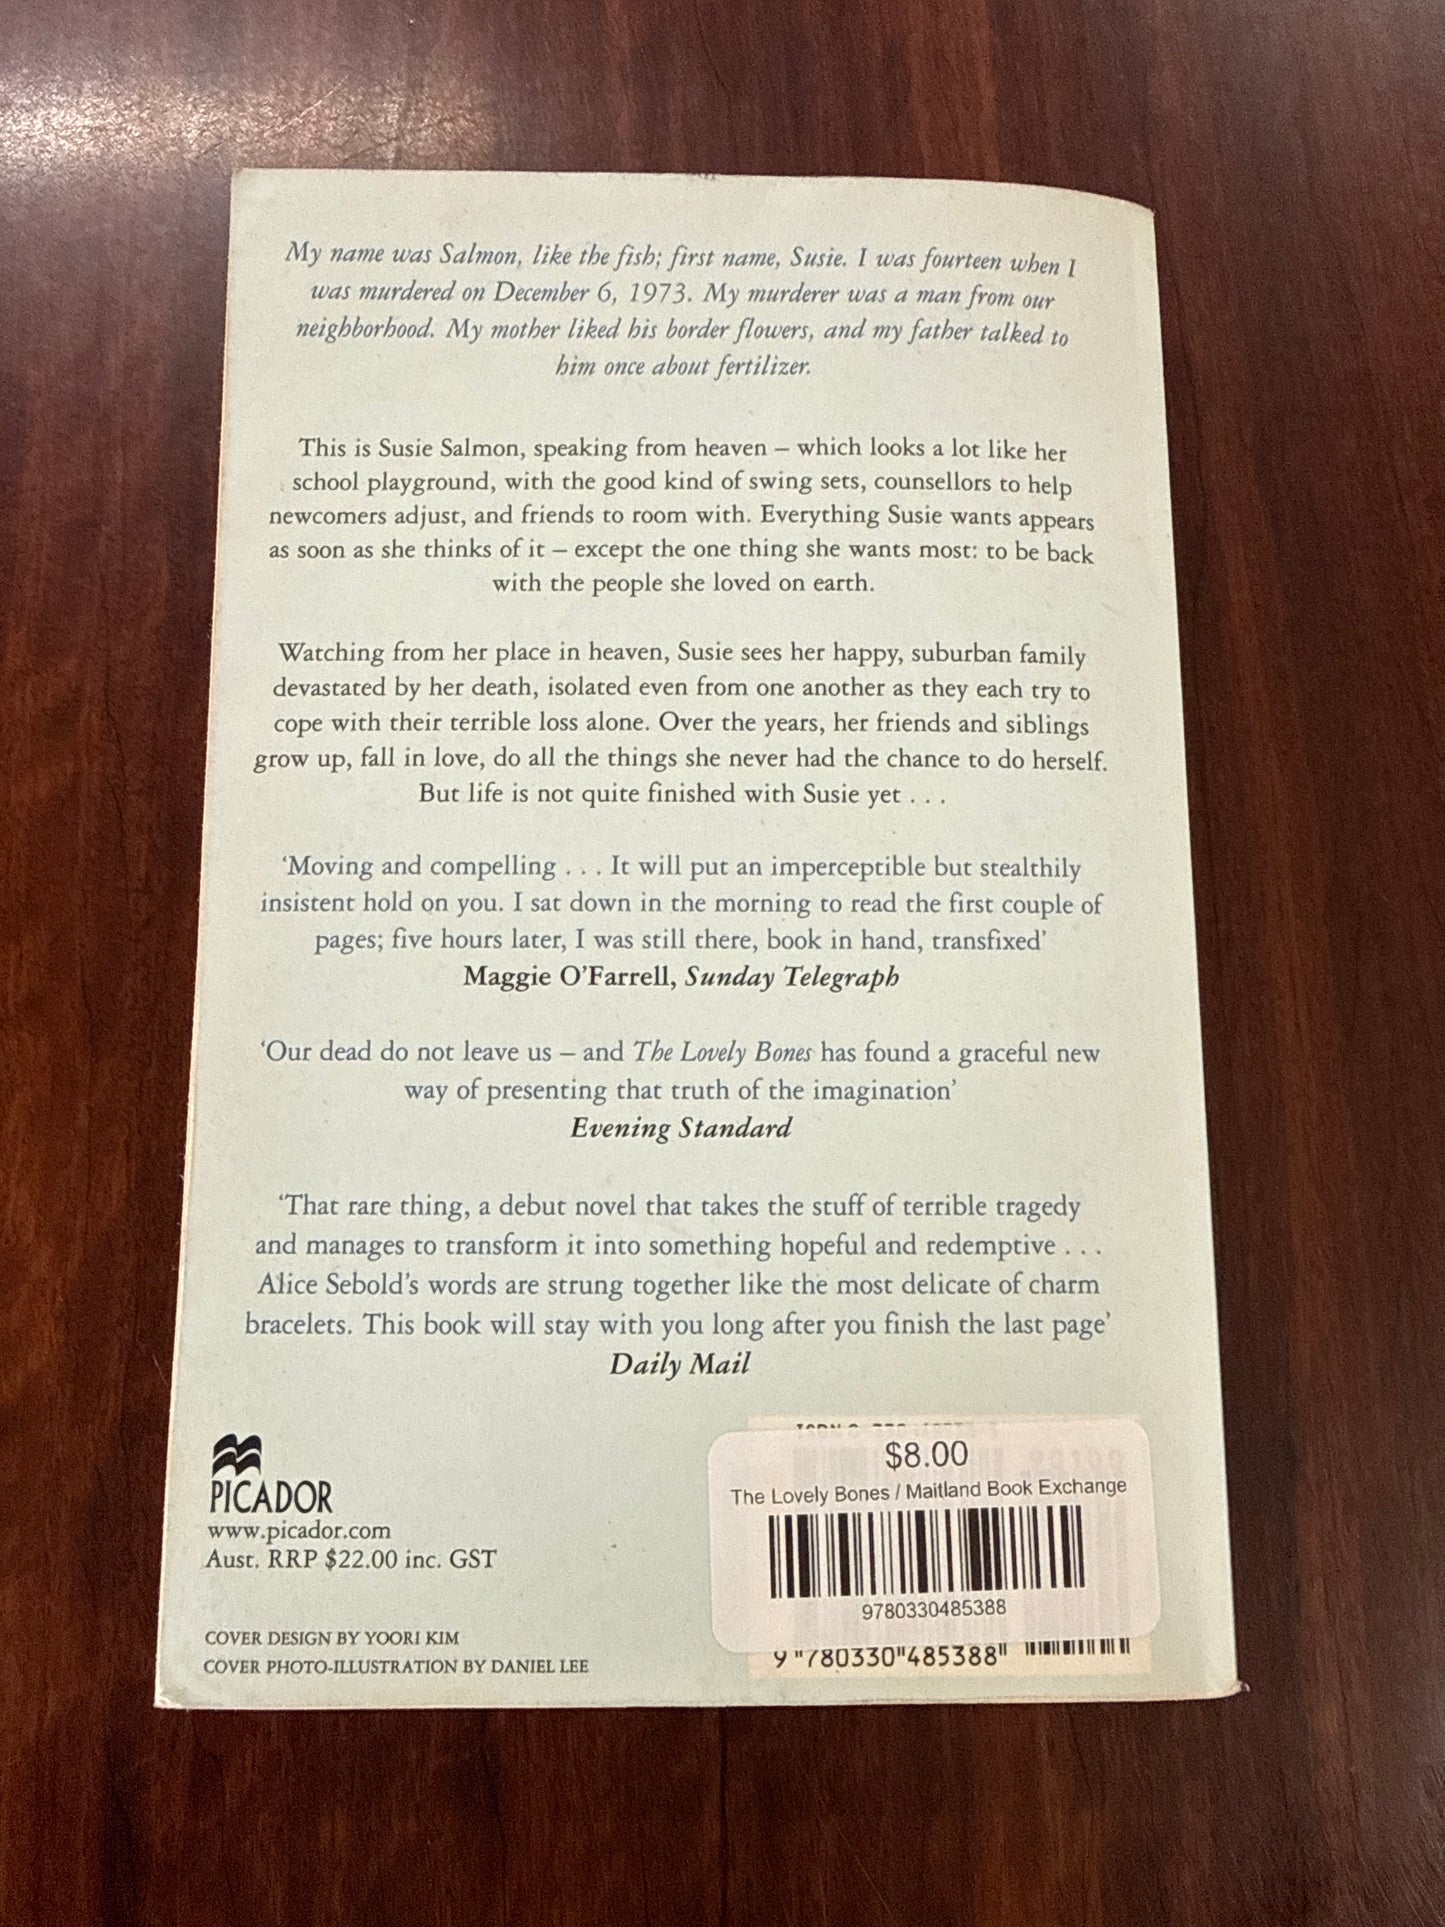 My name was Salmon, like the fish; first name, Susie. I was fourteen when I
was murdered on December 6, 1973. My murderer was a man from our
neighborhood. My mother liked his border flowers, and my father talked to
him once about fertilizer.
This is Susie Salmon, speaking from heaven – which looks a lot like her
school playground, with the good kind of swing sets, counsellors to help
newcomers adjust, and friends to room with. Everything Susie wants appears
as soon as she thinks of it – except the one thing she wants most: to be back
with the people she loved on earth.
Watching from her place in heaven, Susie sees her happy, suburban family
devastated by her death, isolated even from one another as they each try to
cope with their terrible loss alone. Over the years, her friends and siblings
grow up, fall in love, do all the things she never had the chance to do herself.
But life is not quite finished with Susie yet . . .
‘Moving and compelling . . . It will put an imperceptible but stealthily
insistent hold on you. I sat down in the morning to read the first couple of
pages; five hours later, I was still there, book in hand, transfixed’
Maggie O’Farrell, Sunday Telegraph
‘Our dead do not leave us – and The Lovely Bones has found a graceful new
way of presenting that truth of the imagination’
Evening Standard
‘That rare thing, a debut novel that takes the stuff of terrible tragedy
and manages to transform it into something hopeful and redemptive . . .
Alice Sebold’s words are strung together like the most delicate of charm
bracelets. This book will stay with you long after you finish the last page’
Daily Mail
PICADOR
www.picador.com
Aust. RRP $22.00 inc. GST
COVER DESIGN BY YOORI KIM
COVER PHOTO-ILLUSTRATION BY DANIEL LEE
$8.00
The Lovely Bones / Maitland Book Exchange
9780330485388
9 780330 485388